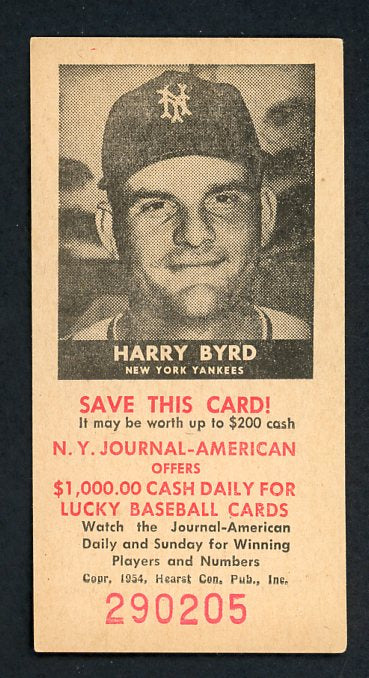 NY
HARRY BYRD
NEW YORK YANKEES
SAVE THIS CARD!
It may be worth up to $200 cash
N. Y. JOURNAL-AMERICAN
OFFERS
$1,000.00 CASH DAILY FOR
LUCKY BASEBALL CARDS
Watch the Journal-American
Daily and Sunday for Winning
Players and Numbers
Copr, 1954, Hearst Con. Pub., Inc.
290205